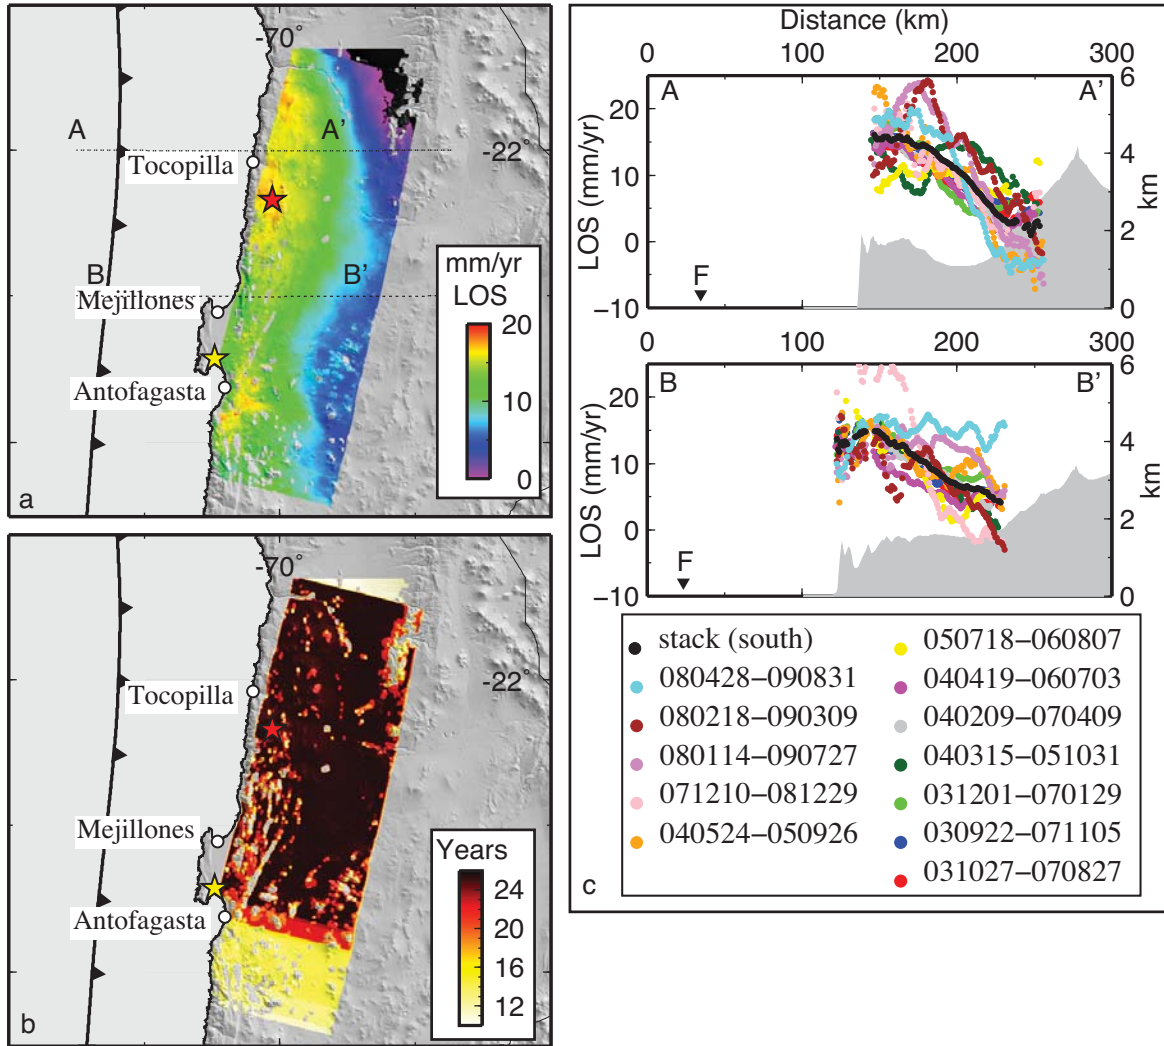 -70°
A
A'
-22°
Tocopilla
B
B'
Mejillones
Antofagasta
mm/yr
LOS
20
10
0
a
-70°
-22°
Tocopilla
Mejillones
Antofagasta
Years
24
20
16
12
b
Distance (km)
0 100 200 300
A A'
20
10
0
−10
LOS (mm/yr)
6
4
2
0
km
F
0 100 200 300
B B'
20
10
0
−10
LOS (mm/yr)
6
4
2
0
km
F
stack (south)
080428−090831
080218−090309
080114−090727
071210−081229
040524−050926
050718−060807
040419−060703
040209−070409
040315−051031
031201−070129
030922−071105
031027−070827
c